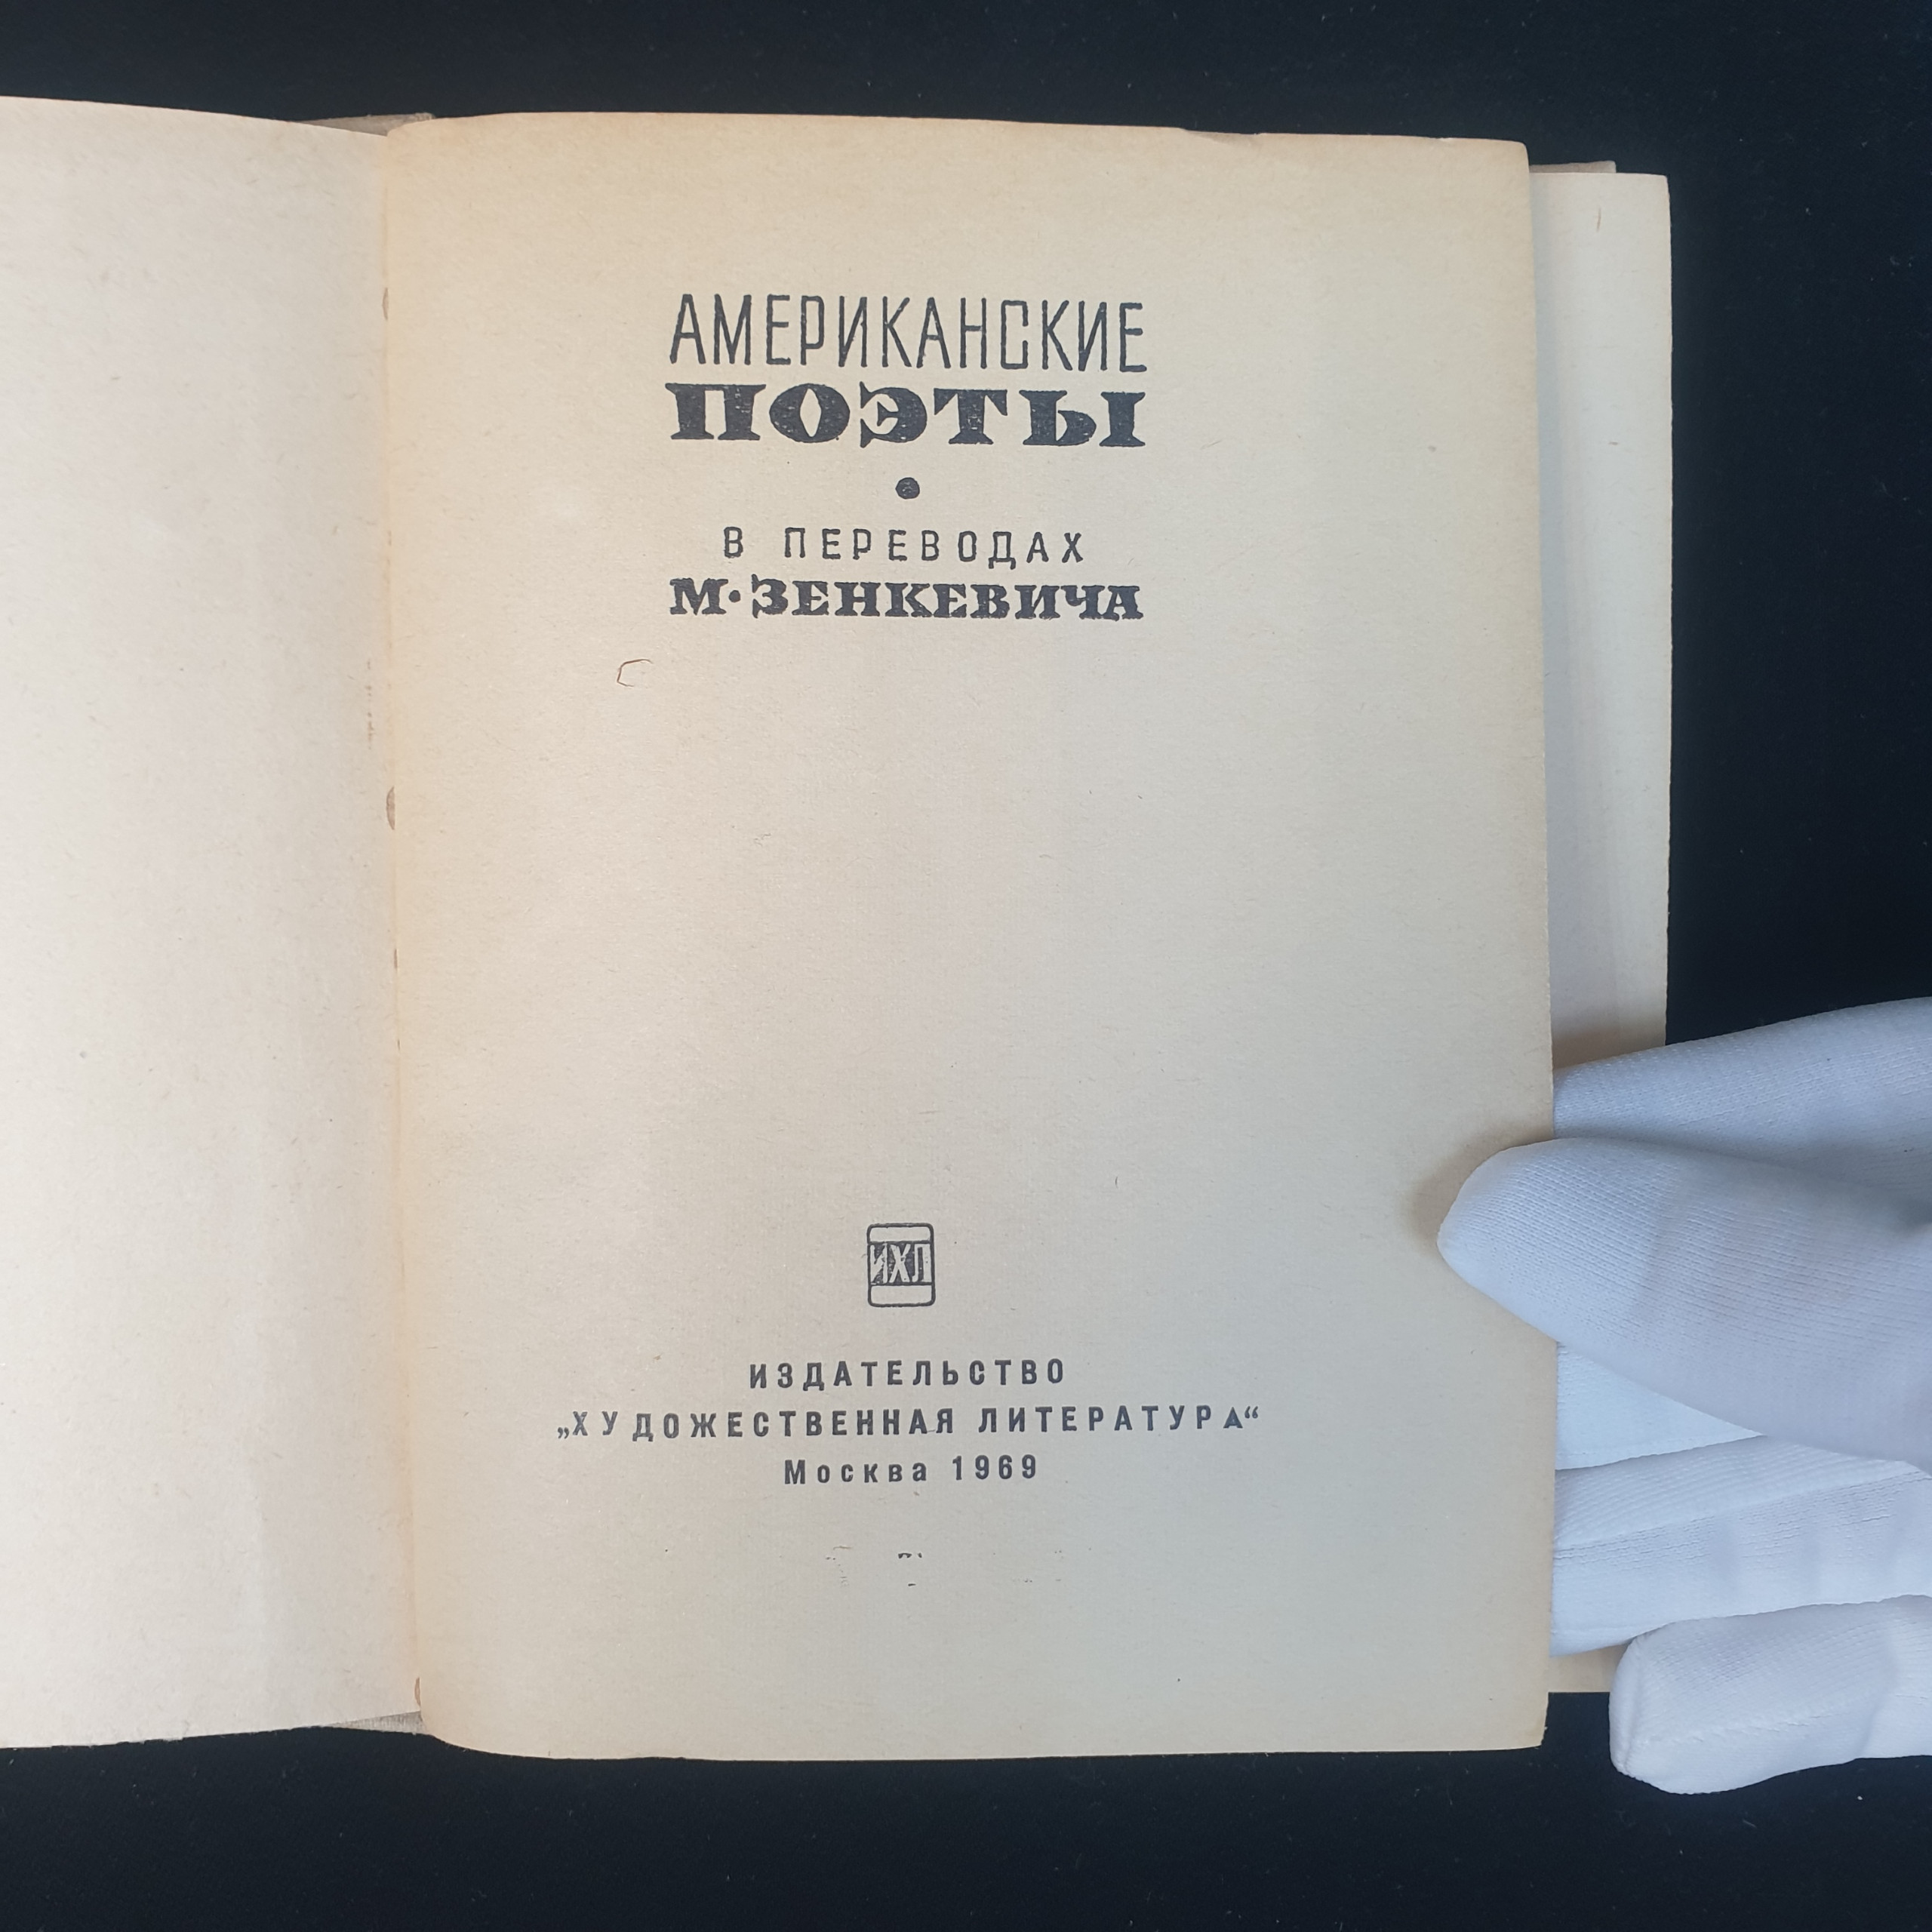 АМЕРИКАНСКИЕ
ПОЭТЫ
•
В ПЕРЕВОДАХ
М·ЗЕНКЕВИЧА
ИХЛ
ИЗДАТЕЛЬСТВО
„ХУДОЖЕСТВЕННАЯ ЛИТЕРАТУРА“
Москва 1969